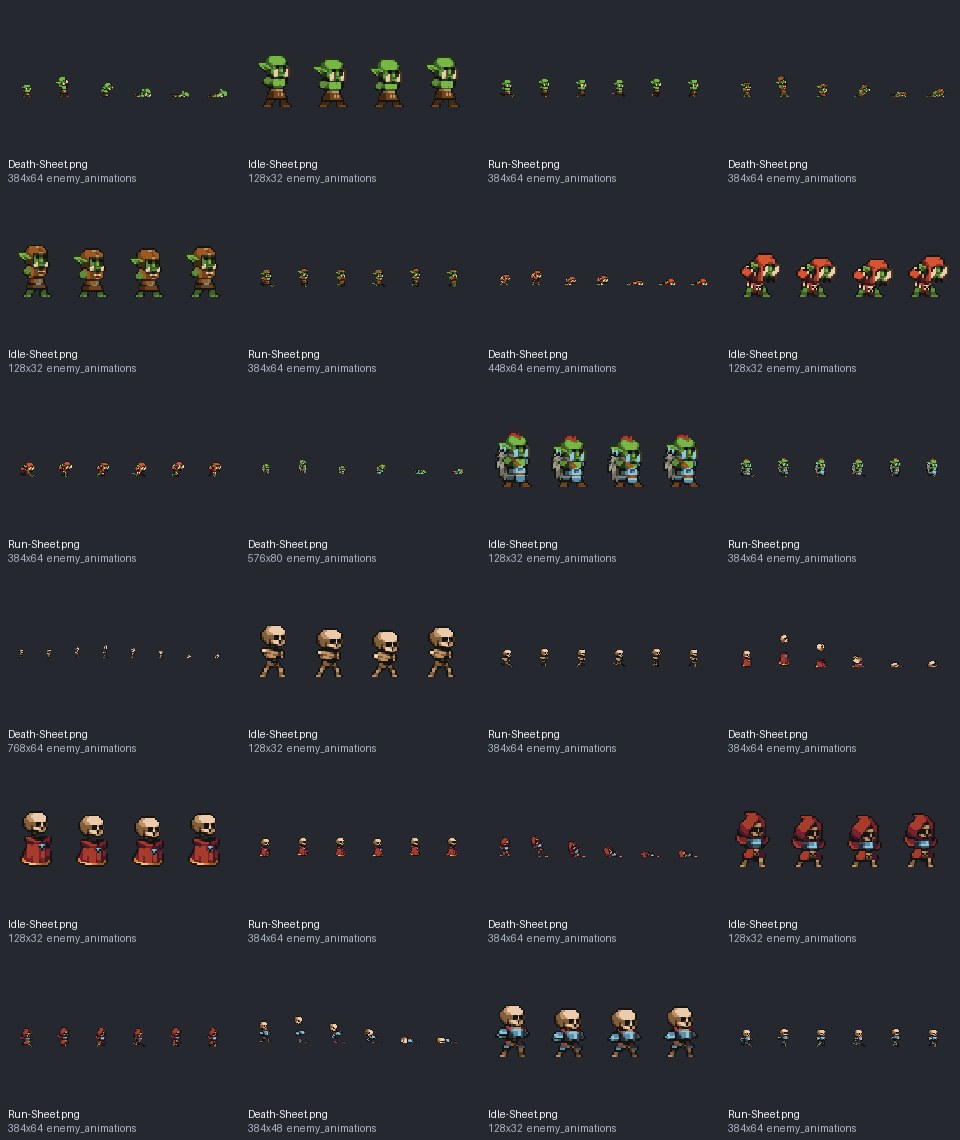 Death-Sheet.png
384x64 enemy_animations
Idle-Sheet.png
128x32 enemy_animations
Run-Sheet.png
384x64 enemy_animations
Death-Sheet.png
384x64 enemy_animations
Idle-Sheet.png
128x32 enemy_animations
Run-Sheet.png
384x64 enemy_animations
Death-Sheet.png
448x64 enemy_animations
Idle-Sheet.png
128x32 enemy_animations
Run-Sheet.png
384x64 enemy_animations
Death-Sheet.png
576x80 enemy_animations
Idle-Sheet.png
128x32 enemy_animations
Run-Sheet.png
384x64 enemy_animations
Death-Sheet.png
768x64 enemy_animations
Idle-Sheet.png
128x32 enemy_animations
Run-Sheet.png
384x64 enemy_animations
Death-Sheet.png
384x64 enemy_animations
Idle-Sheet.png
128x32 enemy_animations
Run-Sheet.png
384x64 enemy_animations
Death-Sheet.png
384x64 enemy_animations
Idle-Sheet.png
128x32 enemy_animations
Run-Sheet.png
384x64 enemy_animations
Death-Sheet.png
384x48 enemy_animations
Idle-Sheet.png
128x32 enemy_animations
Run-Sheet.png
384x64 enemy_animations